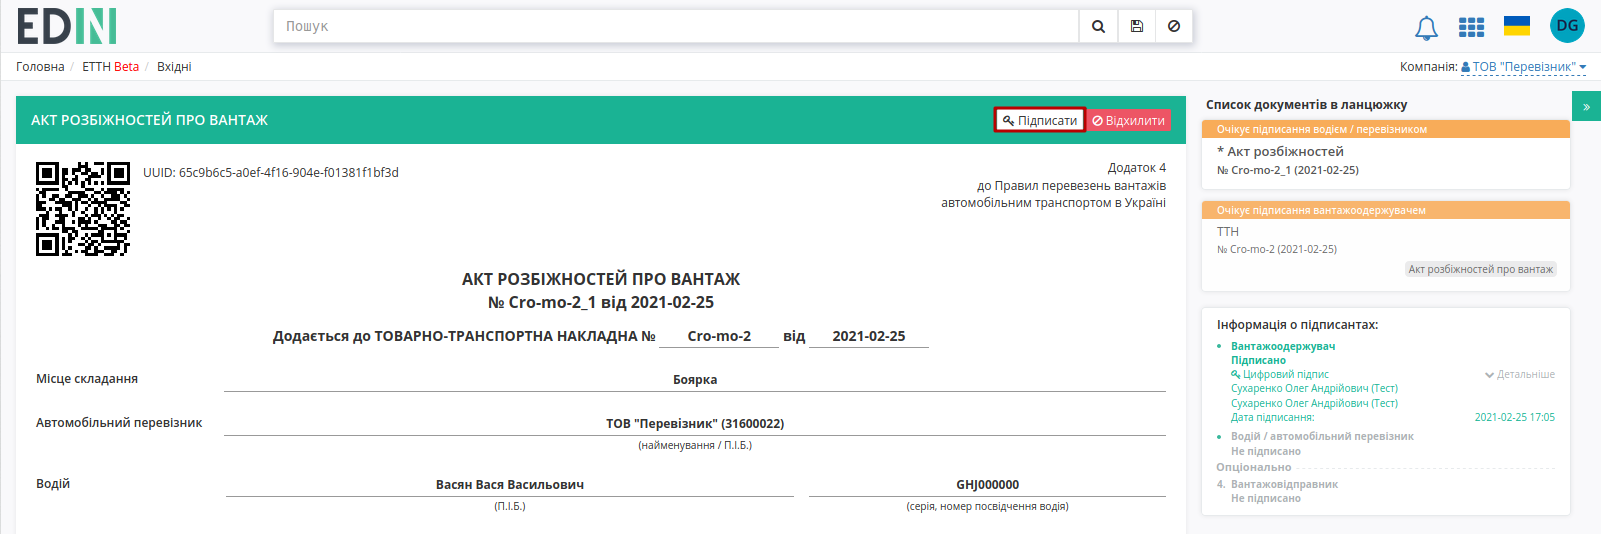 EDIN
Пошук
DG
Головна / ЕТТН Beta / Вхідні
Компанія: ТОВ "Перевізник"
АКТ РОЗБІЖНОСТЕЙ ПРО ВАНТАЖ
Підписати
Відхилити
UUID: 65c9b6c5-a0ef-4f16-904e-f01381f1bf3d
Додаток 4
до Правил перевезень вантажів
автомобільним транспортом в Україні
АКТ РОЗБІЖНОСТЕЙ ПРО ВАНТАЖ
№ Cro-mo-2_1 від 2021-02-25
Додається до ТОВАРНО-ТРАНСПОРТНА НАКЛАДНА № Cro-mo-2 від 2021-02-25
Місце складання Боярка
Автомобільний перевізник ТОВ "Перевізник" (31600022)
(найменування / П.І.Б.)
Водій Васян Вася Васильович GHJ000000
(П.І.Б.) (серія, номер посвідчення водія)
Список документів в ланцюжку
»
Очікує підписання водієм / перевізником
* Акт розбіжностей
№ Cro-mo-2_1 (2021-02-25)
Очікує підписання вантажоодержувачем
ТТН
№ Cro-mo-2 (2021-02-25)
Акт розбіжностей про вантаж
Інформація о підписантах:
Вантажоодержувач
Підписано
Цифровий підпис Детальніше
Сухаренко Олег Андрійович (Тест)
Сухаренко Олег Андрійович (Тест)
Дата підписання: 2021-02-25 17:05
Водій / автомобільний перевізник
Не підписано
Опціонально
4. Вантажовідправник
Не підписано